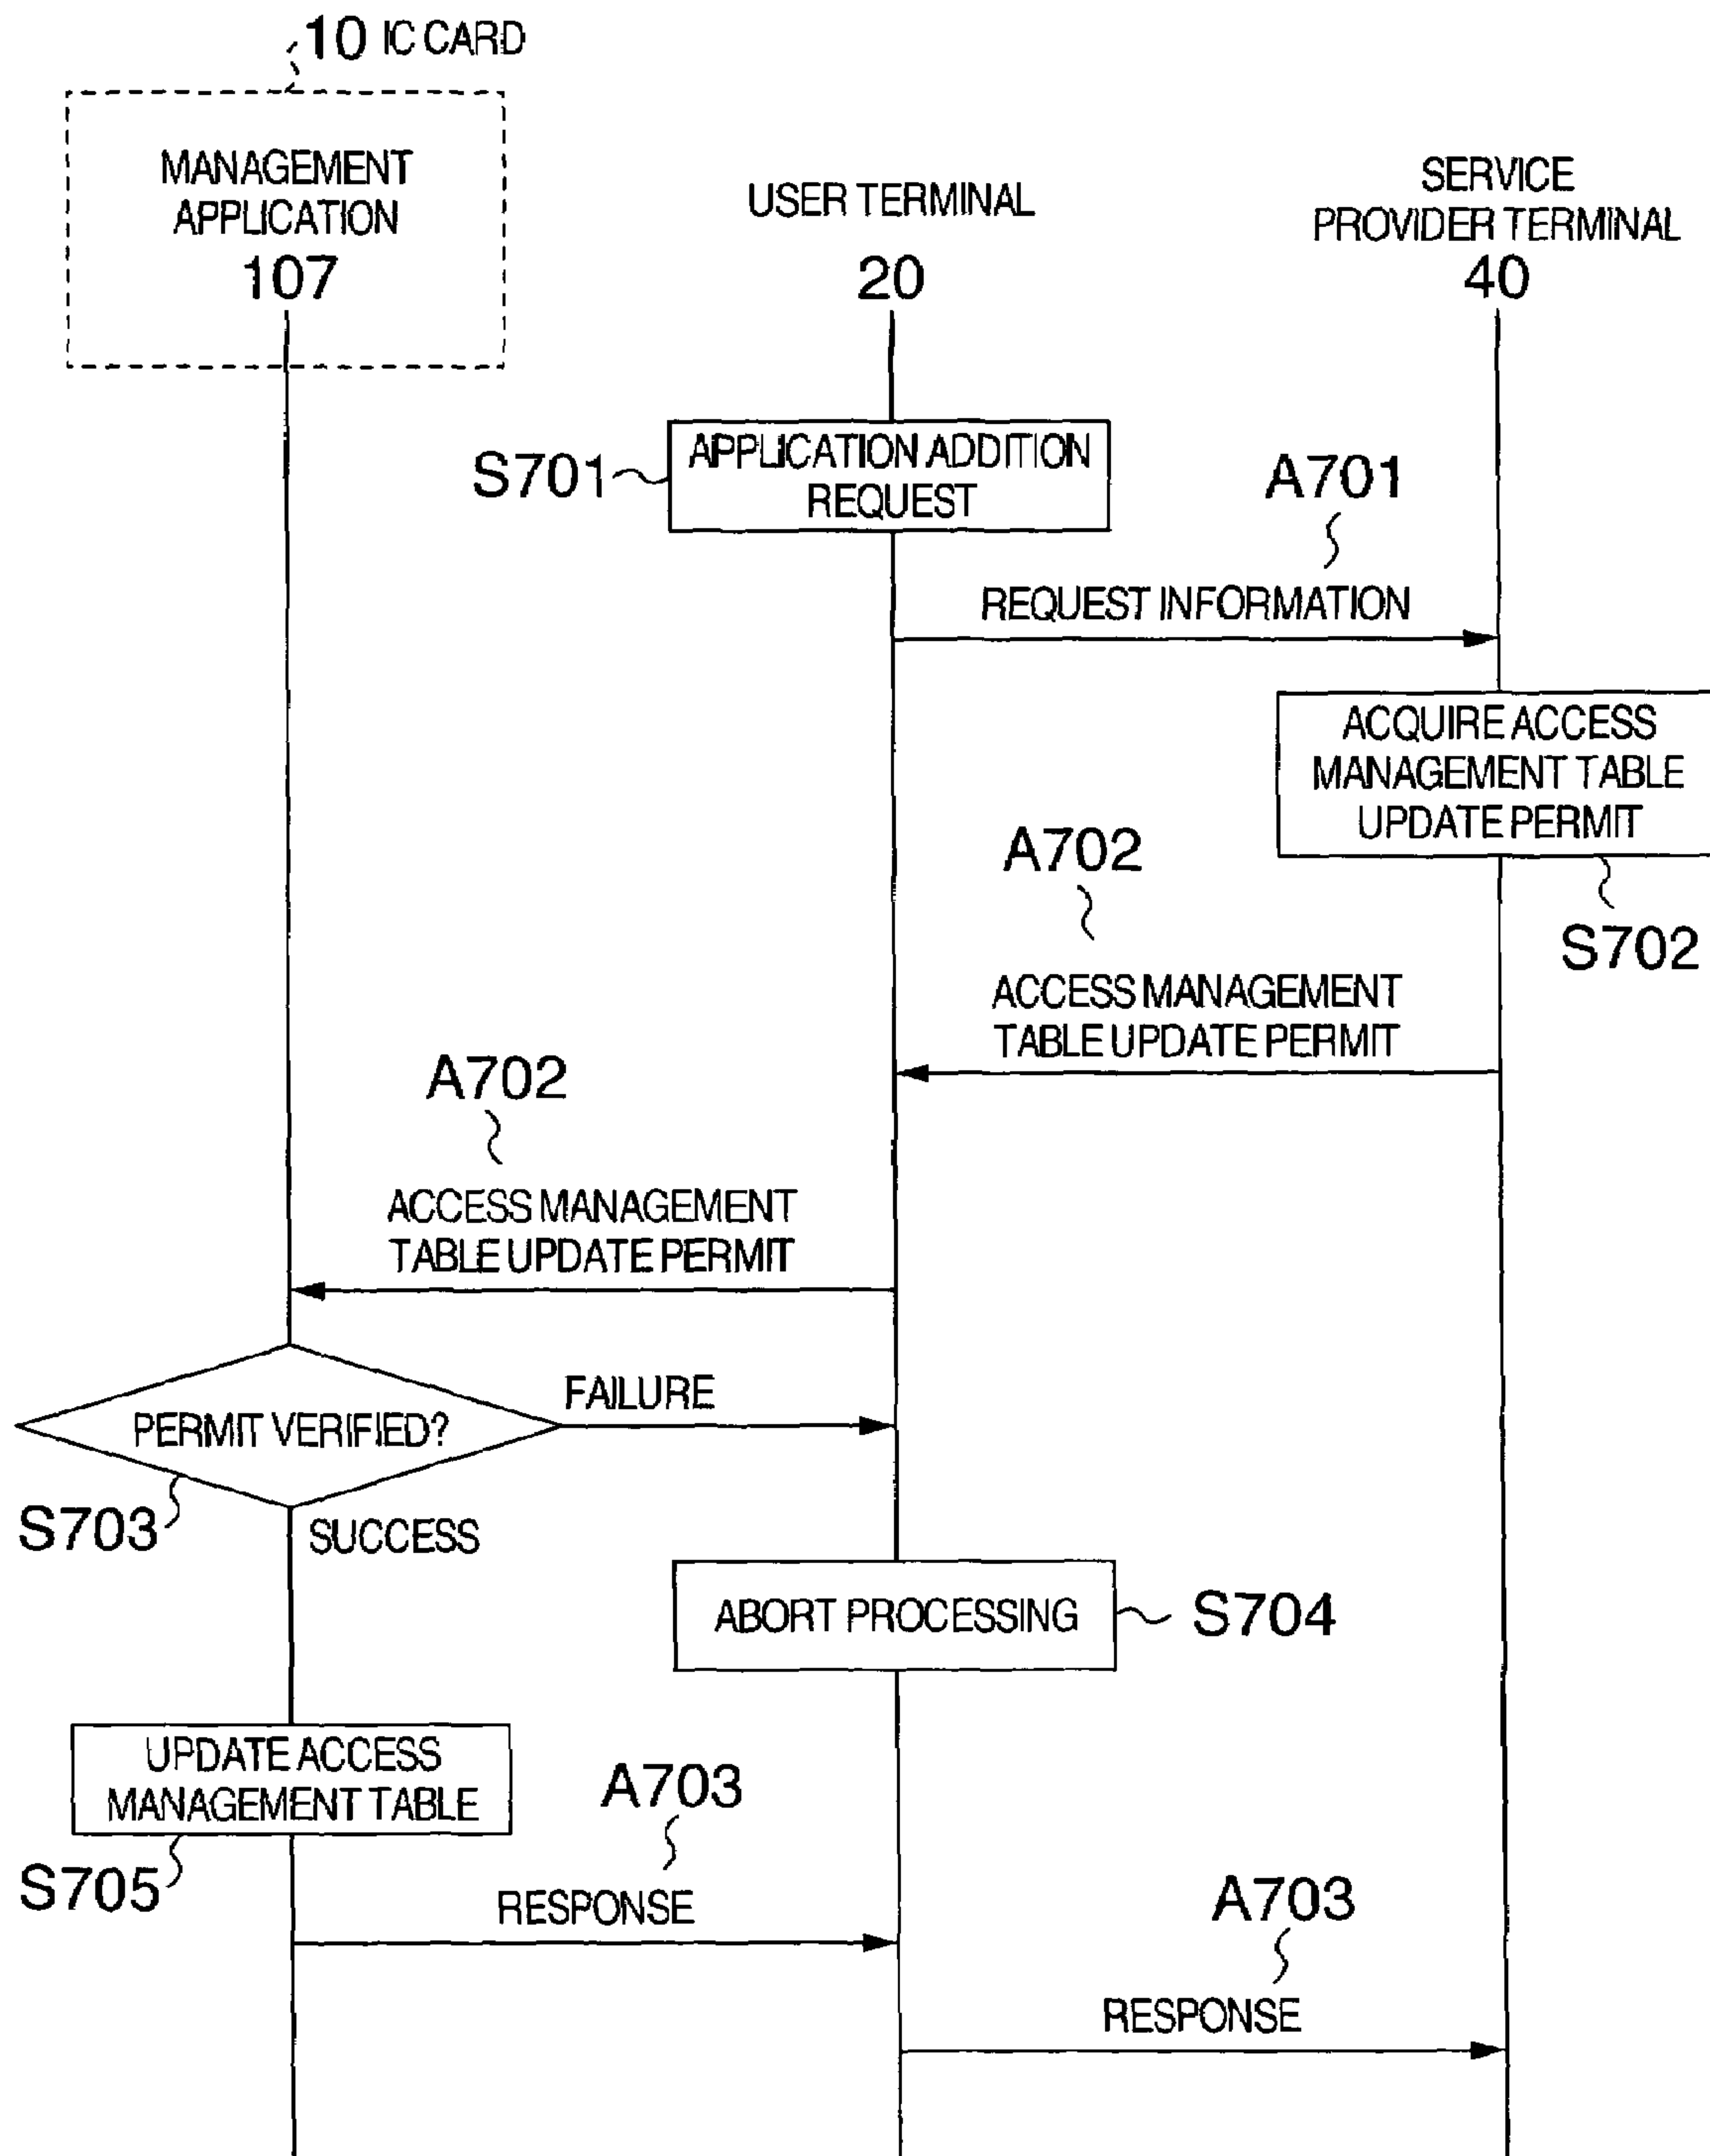 10 IC CARD
MANAGEMENT
APPLICATION
107
USER TERMINAL
20
SERVICE
PROVIDER TERMINAL
40
S701
APPLICATION ADDITION
REQUEST
A701
REQUEST INFORMATION
ACQUIRE ACCESS
MANAGEMENT TABLE
UPDATE PERMIT
S702
A702
ACCESS MANAGEMENT
TABLE UPDATE PERMIT
A702
ACCESS MANAGEMENT
TABLE UPDATE PERMIT
PERMIT VERIFIED?
FAILURE
S703
SUCCESS
ABORT PROCESSING
S704
UPDATE ACCESS
MANAGEMENT TABLE
S705
A703
RESPONSE
A703
RESPONSE